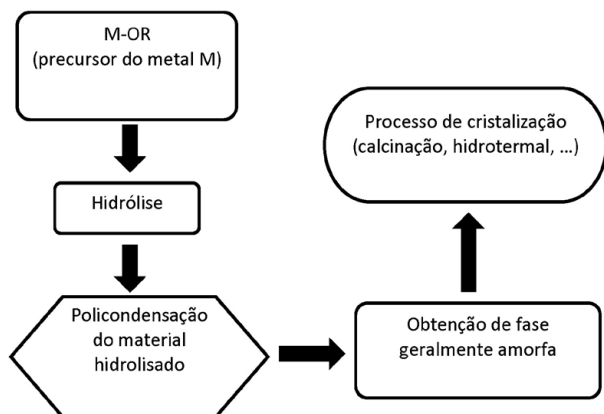 M-OR
(precursor do metal M)
Hidrólise
Policondensação
do material
hidrolisado
Obtenção de fase
geralmente amorfa
Processo de cristalização
(calcinação, hidrotermal, ...)